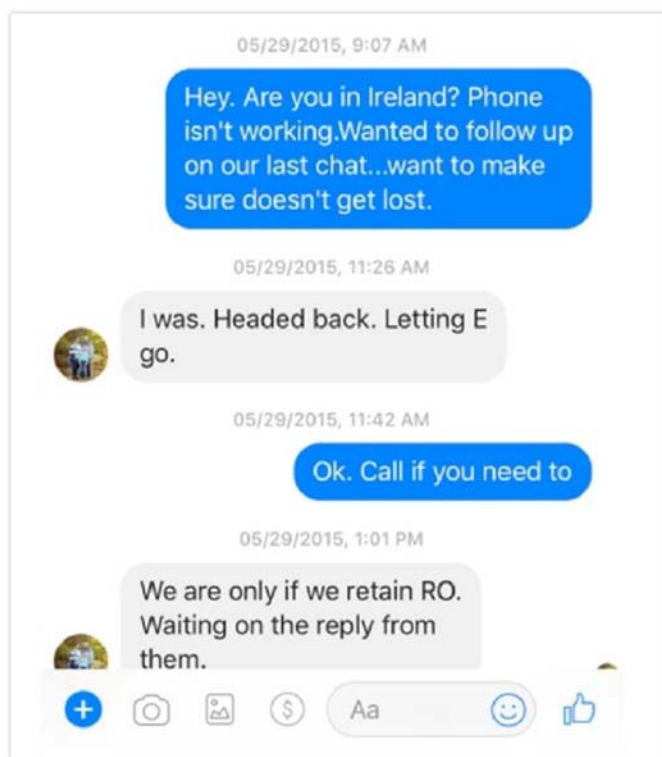 05/29/2015, 9:07 AM
Hey. Are you in Ireland? Phone
isn't working.Wanted to follow up
on our last chat...want to make
sure doesn't get lost.
05/29/2015, 11:26 AM
I was. Headed back. Letting E
go.
05/29/2015, 11:42 AM
Ok. Call if you need to
05/29/2015, 1:01 PM
We are only if we retain RO.
Waiting on the reply from
them.
Aa